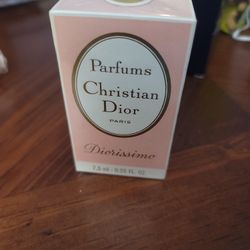 Parfums
Christian
Dior
PARIS
Diorissimo
7,5 ml - 0.25 FL. OZ